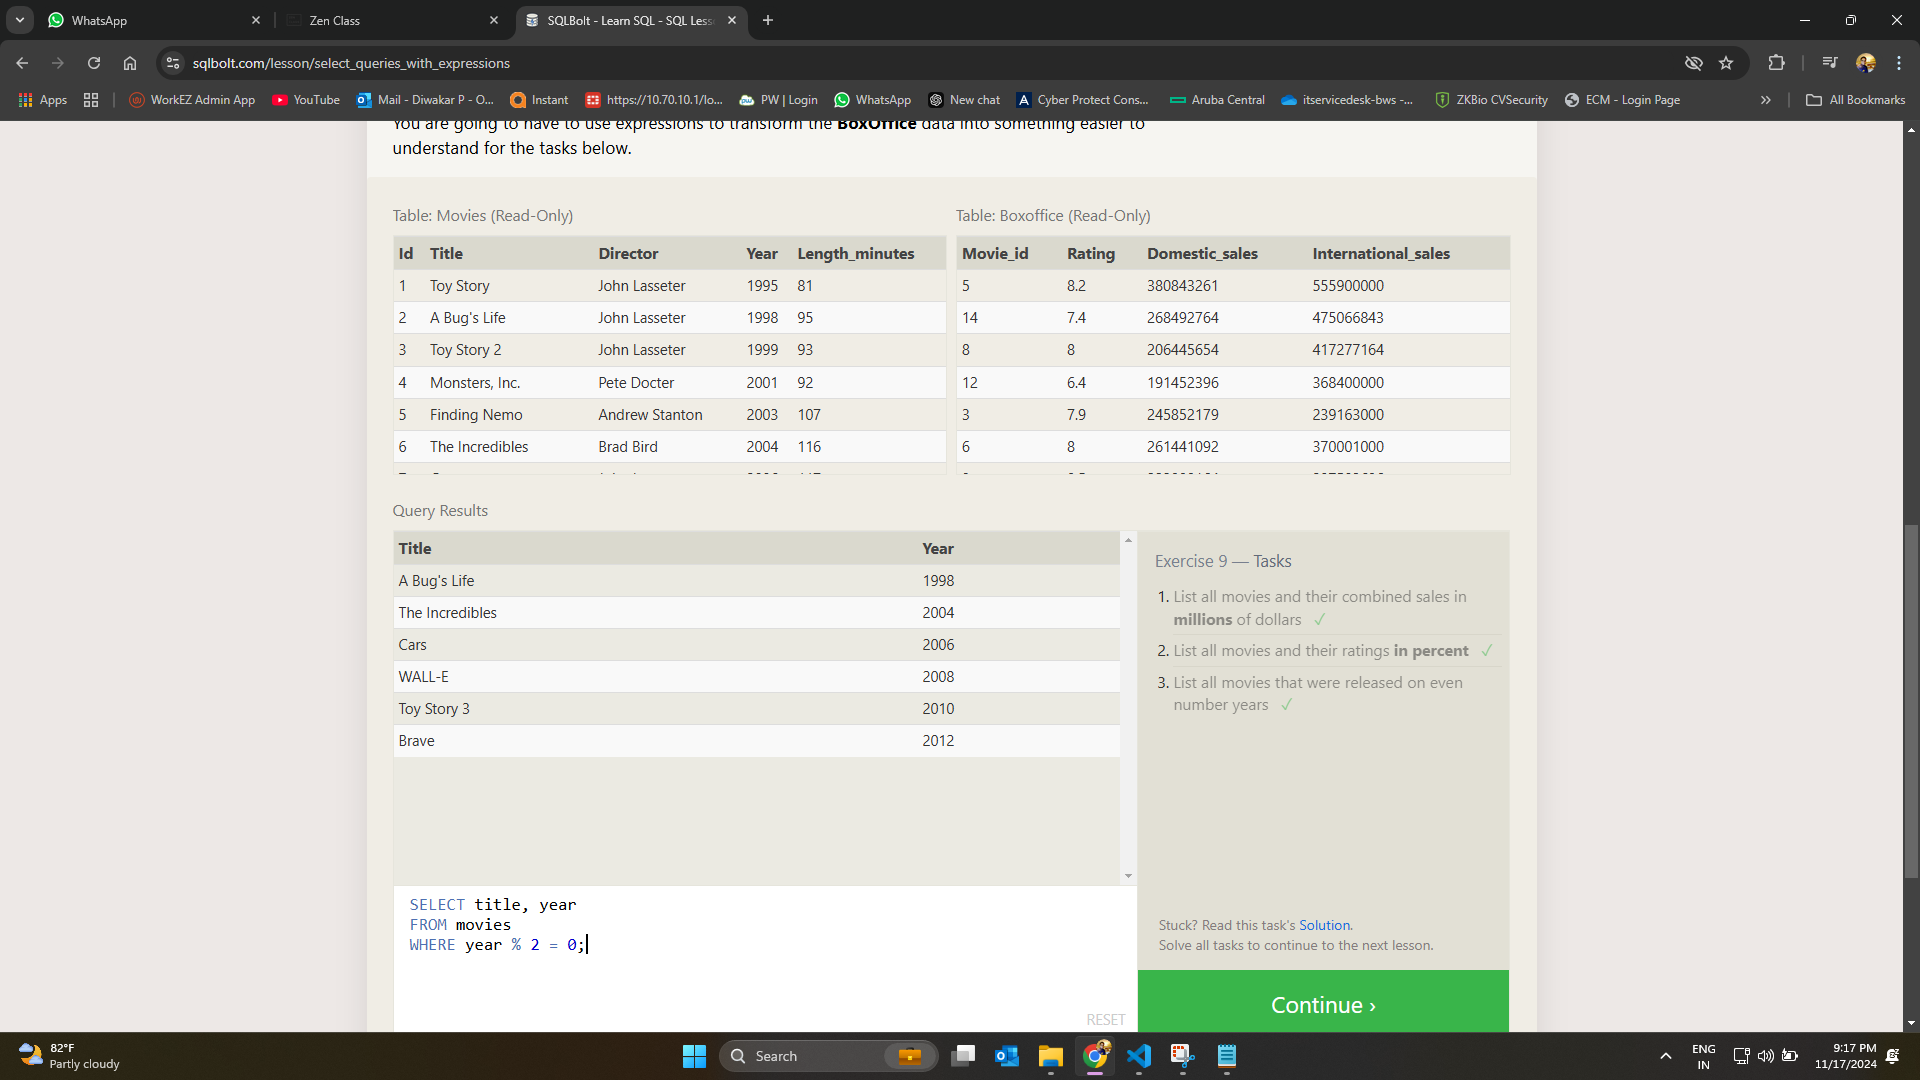 WhatsApp
Zen Class
SQLBolt - Learn SQL - SQL Less
sqlbolt.com/lesson/select_queries_with_expressions
Apps
WorkEZ Admin App
YouTube
Mail - Diwakar P - O...
Instant
https://10.70.10.1/lo...
PW | Login
WhatsApp
New chat
Cyber Protect Cons...
Aruba Central
itservicedesk-bws -...
ZKBio CVSecurity
ECM - Login Page
»
All Bookmarks
You are going to have to use expressions to transform the BoxOffice data into something easier to
understand for the tasks below.
Table: Movies (Read-Only)
Id Title Director Year Length_minutes
1 Toy Story John Lasseter 1995 81
2 A Bug's Life John Lasseter 1998 95
3 Toy Story 2 John Lasseter 1999 93
4 Monsters, Inc. Pete Docter 2001 92
5 Finding Nemo Andrew Stanton 2003 107
6 The Incredibles Brad Bird 2004 116
Table: Boxoffice (Read-Only)
Movie_id Rating Domestic_sales International_sales
5 8.2 380843261 555900000
14 7.4 268492764 475066843
8 8 206445654 417277164
12 6.4 191452396 368400000
3 7.9 245852179 239163000
6 8 261441092 370001000
Query Results
Title Year
A Bug's Life 1998
The Incredibles 2004
Cars 2006
WALL-E 2008
Toy Story 3 2010
Brave 2012
SELECT title, year
FROM movies
WHERE year % 2 = 0;
RESET
Exercise 9 — Tasks
1. List all movies and their combined sales in
millions of dollars ✓
2. List all movies and their ratings in percent ✓
3. List all movies that were released on even
number years ✓
Stuck? Read this task's Solution.
Solve all tasks to continue to the next lesson.
Continue ›
82°F
Partly cloudy
Search
ENG
IN
9:17 PM
11/17/2024